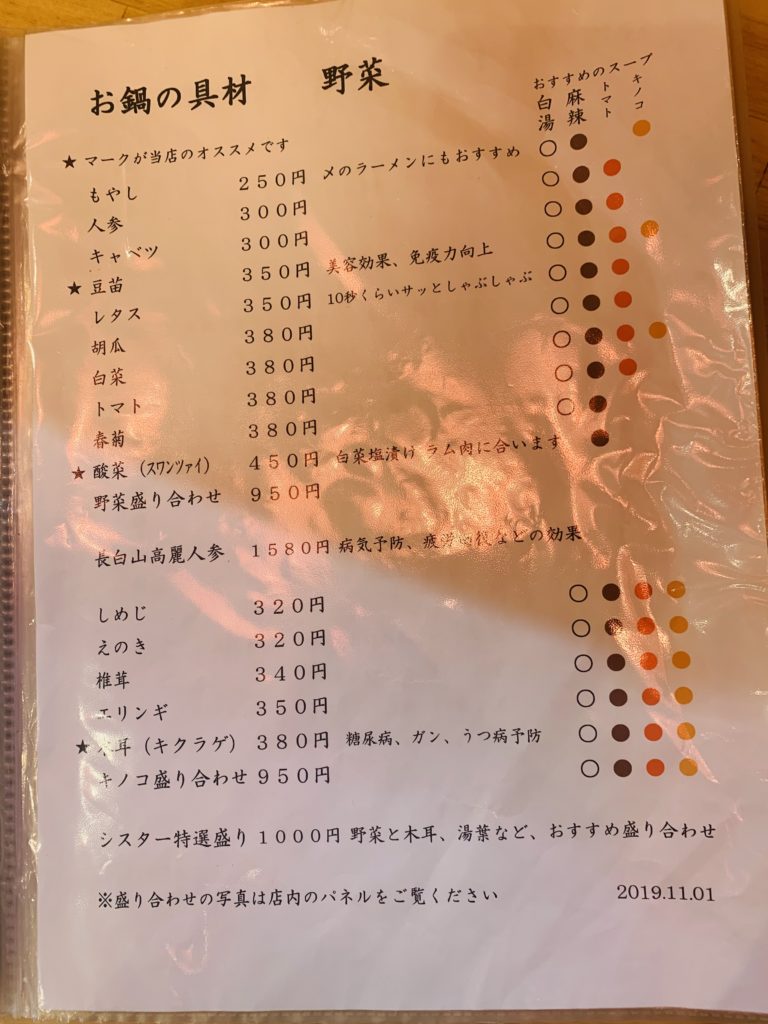 お鍋の具材 野菜
おすすめのスープ
白湯 麻辣 トマト キノコ
★ マークが当店のオススメです
もやし 250円 〆のラーメンにもおすすめ
人参 300円
キャベツ 300円
★ 豆苗 350円 美容効果、免疫力向上
レタス 350円 10秒くらいサッとしゃぶしゃぶ
胡瓜 380円
白菜 380円
トマト 380円
春菊 380円
★ 酸菜（スワンツァイ） 450円 白菜塩漬け ラム肉に合います
野菜盛り合わせ 950円
長白山高麗人参 1580円 病気予防、疲労回復などの効果
しめじ 320円
えのき 320円
椎茸 340円
エリンギ 350円
★ 木耳（キクラゲ） 380円 糖尿病、ガン、うつ病予防
キノコ盛り合わせ 950円
シスター特選盛り 1000円 野菜と木耳、湯葉など、おすすめ盛り合わせ
※盛り合わせの写真は店内のパネルをご覧ください 2019.11.01